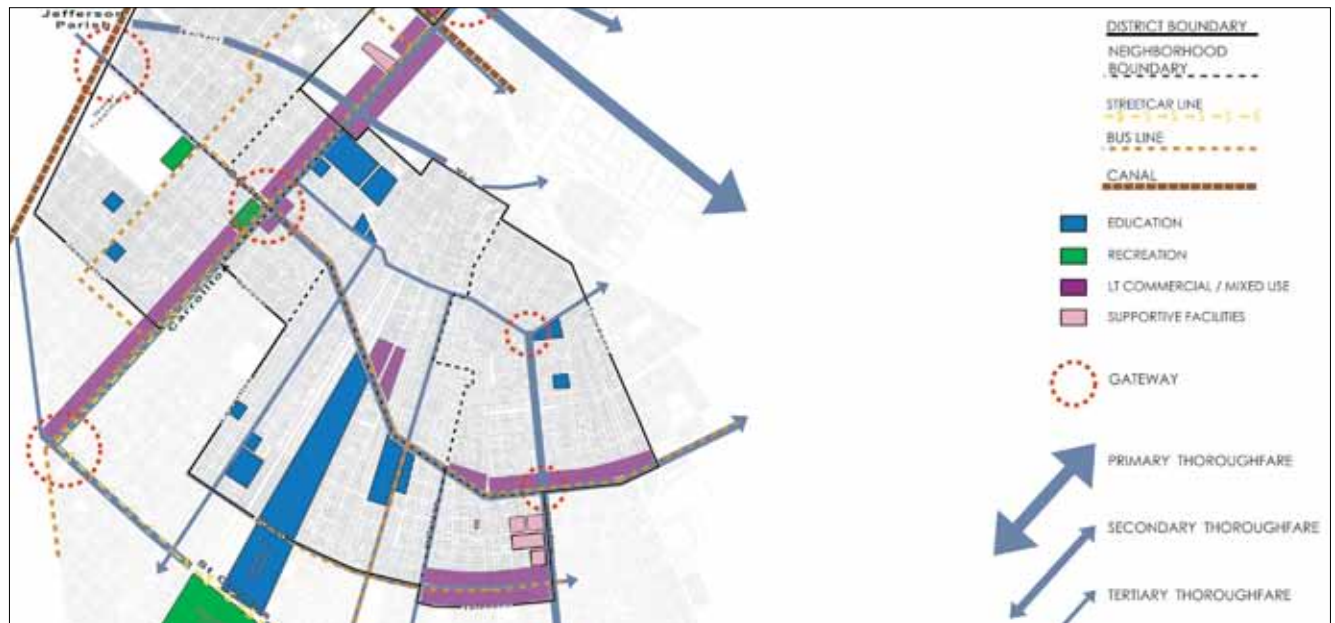 Jefferson
Parish
Carrollton
St. C
DISTRICT BOUNDARY
NEIGHBORHOOD
BOUNDARY
STREETCAR LINE
BUS LINE
CANAL
EDUCATION
RECREATION
LT COMMERCIAL / MIXED USE
SUPPORTIVE FACILITIES
GATEWAY
PRIMARY THOROUGHFARE
SECONDARY THOROUGHFARE
TERTIARY THOROUGHFARE